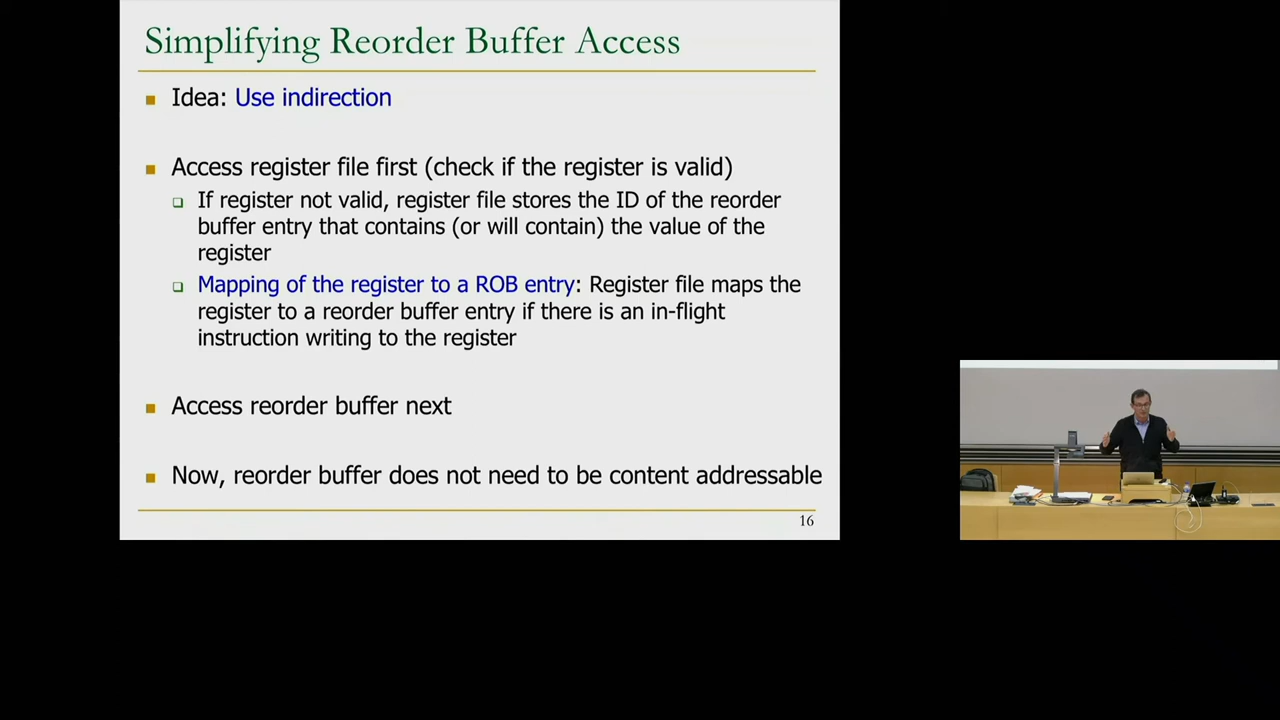 Simplifying Reorder Buffer Access
Idea: Use indirection
Access register file first (check if the register is valid)
If register not valid, register file stores the ID of the reorder
buffer entry that contains (or will contain) the value of the
register
Mapping of the register to a ROB entry: Register file maps the
register to a reorder buffer entry if there is an in-flight
instruction writing to the register
Access reorder buffer next
Now, reorder buffer does not need to be content addressable
16